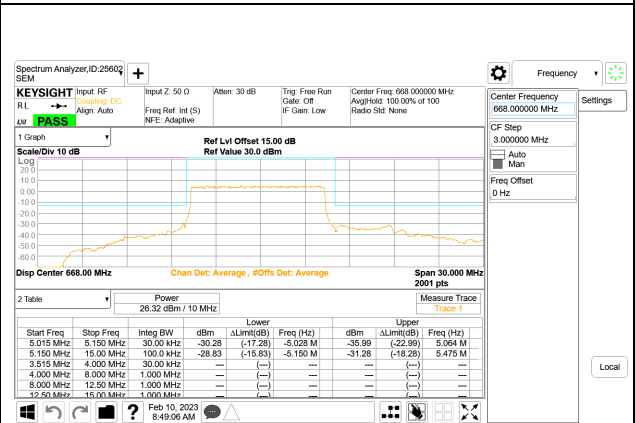 Spectrum Analyzer,ID:25602
SEM
+
Frequency
KEYSIGHT
RL
PASS
Input: RF
Coupling: DC
Align: Auto
Input Z: 50 Ω
Freq Ref: Int (S)
NFE: Adaptive
Atten: 30 dB
Trig: Free Run
Gate: Off
IF Gain: Low
Center Freq: 668.000000 MHz
Avg|Hold: 100.00% of 100
Radio Std: None
Center Frequency
668.000000 MHz
Settings
CF Step
3.000000 MHz
Auto
Man
Freq Offset
0 Hz
1 Graph
Scale/Div 10 dB
Ref Lvl Offset 15.00 dB
Ref Value 30.0 dBm
Log
20.0
10.0
0.00
-10.0
-20.0
-30.0
-40.0
-50.0
-60.0
Disp Center 668.00 MHz
Chan Det: Average , #Offs Det: Average
Span 30.000 MHz
2001 pts
2 Table
Power
26.32 dBm / 10 MHz
Measure Trace
Trace 1
Lower Upper
Start Freq Stop Freq Integ BW dBm ΔLimit(dB) Freq (Hz) dBm ΔLimit(dB) Freq (Hz)
5.015 MHz 5.150 MHz 30.00 kHz -30.28 (-17.28) -5.028 M -35.99 (-22.99) 5.064 M
5.150 MHz 15.00 MHz 100.0 kHz -28.83 (-15.83) -5.150 M -31.28 (-18.28) 5.475 M
3.515 MHz 4.000 MHz 30.00 kHz --- (---) --- --- (---) ---
4.000 MHz 8.000 MHz 1.000 MHz --- (---) --- --- (---) ---
8.000 MHz 12.50 MHz 1.000 MHz --- (---) --- --- (---) ---
12.50 MHz 15.00 MHz 1.000 MHz --- (---) --- --- (---) ---
Local
?
Feb 10, 2023
8:49:06 AM